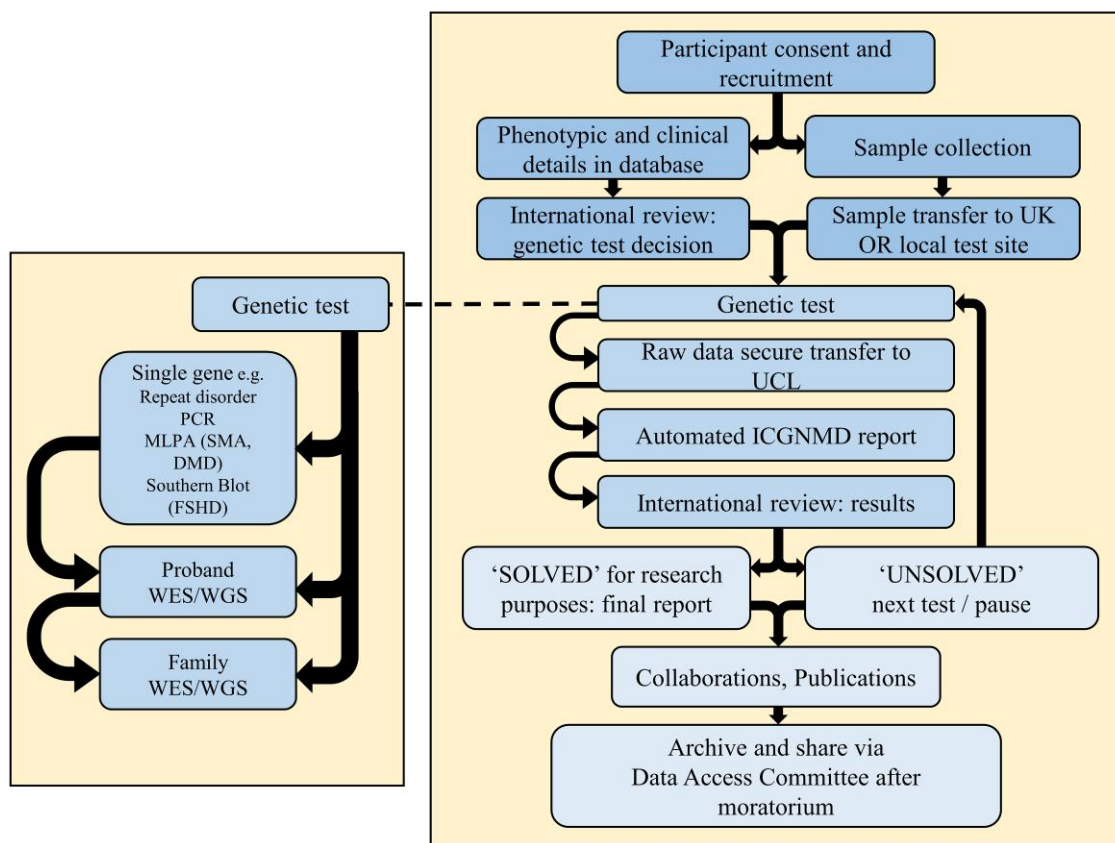 Participant consent and
recruitment
Phenotypic and clinical
details in database
Sample collection
International review:
genetic test decision
Sample transfer to UK
OR local test site
Genetic test
Raw data secure transfer to
UCL
Automated ICGNMD report
International review: results
‘SOLVED’ for research
purposes: final report
‘UNSOLVED’
next test / pause
Collaborations, Publications
Archive and share via
Data Access Committee after
moratorium
Genetic test
Single gene e.g.
Repeat disorder
PCR
MLPA (SMA,
DMD)
Southern Blot
(FSHD)
Proband
WES/WGS
Family
WES/WGS